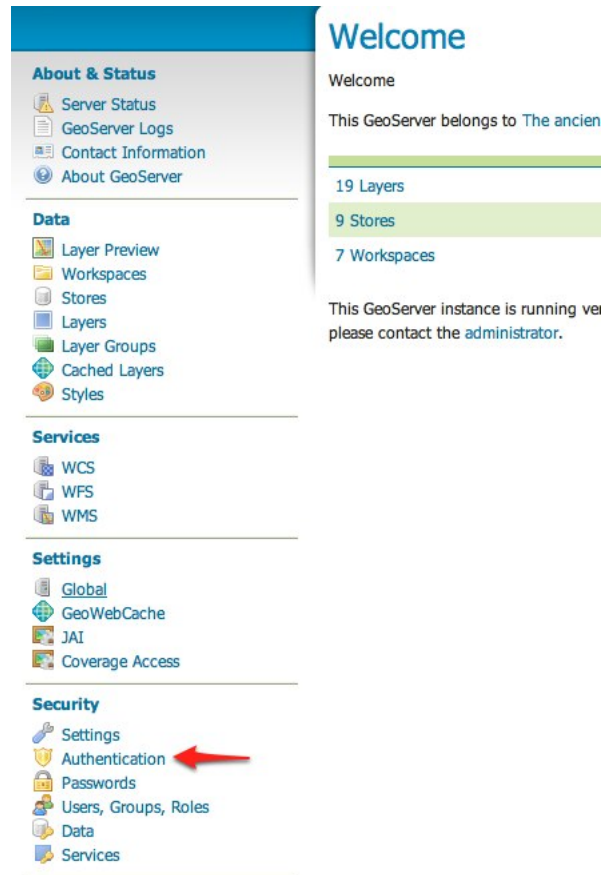 About & Status
Server Status
GeoServer Logs
Contact Information
About GeoServer
Data
Layer Preview
Workspaces
Stores
Layers
Layer Groups
Cached Layers
Styles
Services
WCS
WFS
WMS
Settings
Global
GeoWebCache
JAI
Coverage Access
Security
Settings
Authentication
Passwords
Users, Groups, Roles
Data
Services
Welcome
Welcome
This GeoServer belongs to The ancien
19 Layers
9 Stores
7 Workspaces
This GeoServer instance is running ver
please contact the administrator.